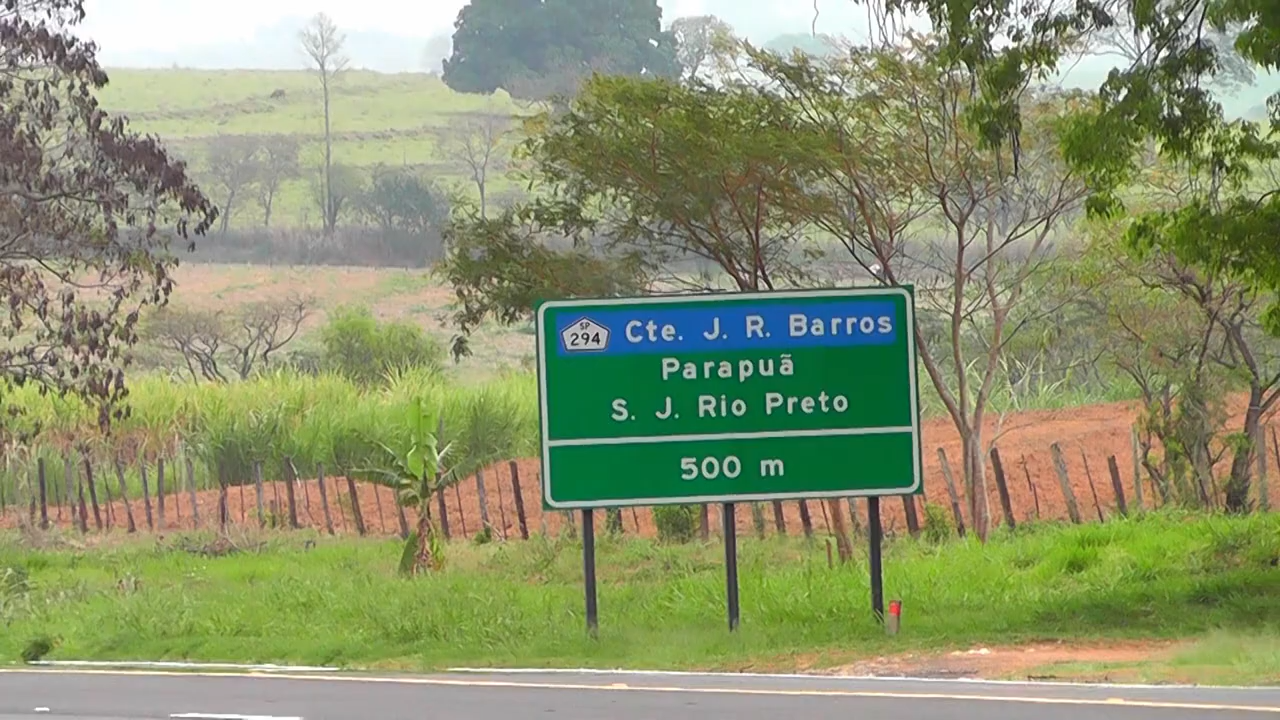 SP
294
Cte. J. R. Barros
Parapuã
S. J. Rio Preto
500 m